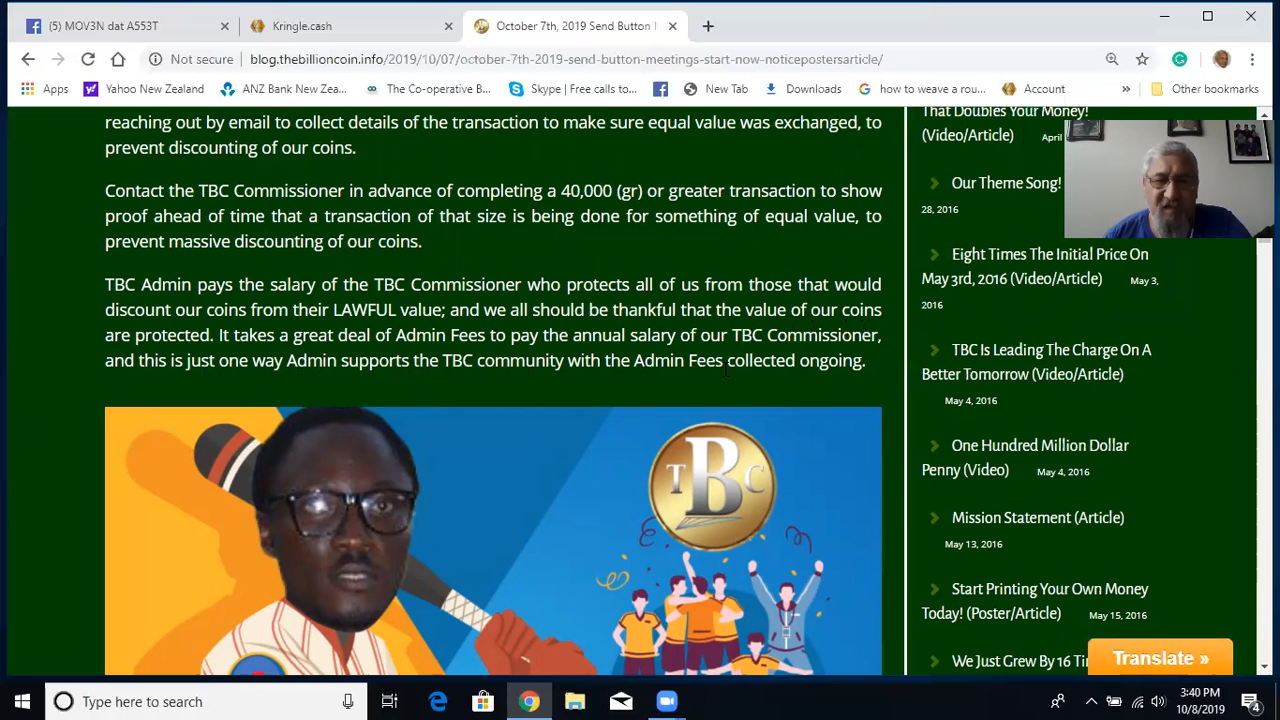 (5) MOV3N dat A553T
Kringle.cash
October 7th, 2019 Send Button
Not secure
blog.thebillioncoin.info/2019/10/07/october-7th-2019-send-button-meetings-start-now-noticepostersarticle/
Apps
Yahoo New Zealand
ANZ Bank New Zea...
The Co-operative B...
Skype | Free calls to...
New Tab
Downloads
how to weave a rou...
Account
»
Other bookmarks
reaching out by email to collect details of the transaction to make sure equal value was exchanged, to
prevent discounting of our coins.
Contact the TBC Commissioner in advance of completing a 40,000 (gr) or greater transaction to show
proof ahead of time that a transaction of that size is being done for something of equal value, to
prevent massive discounting of our coins.
TBC Admin pays the salary of the TBC Commissioner who protects all of us from those that would
discount our coins from their LAWFUL value; and we all should be thankful that the value of our coins
are protected. It takes a great deal of Admin Fees to pay the annual salary of our TBC Commissioner,
and this is just one way Admin supports the TBC community with the Admin Fees collected ongoing.
TBC
That Doubles Your Money!
(Video/Article) April
Our Theme Song!
28, 2016
Eight Times The Initial Price On
May 3rd, 2016 (Video/Article) May 3,
2016
TBC Is Leading The Charge On A
Better Tomorrow (Video/Article)
May 4, 2016
One Hundred Million Dollar
Penny (Video) May 4, 2016
Mission Statement (Article)
May 13, 2016
Start Printing Your Own Money
Today! (Poster/Article) May 15, 2016
We Just Grew By 16
Translate »
Type here to search
3:40 PM
10/8/2019
4